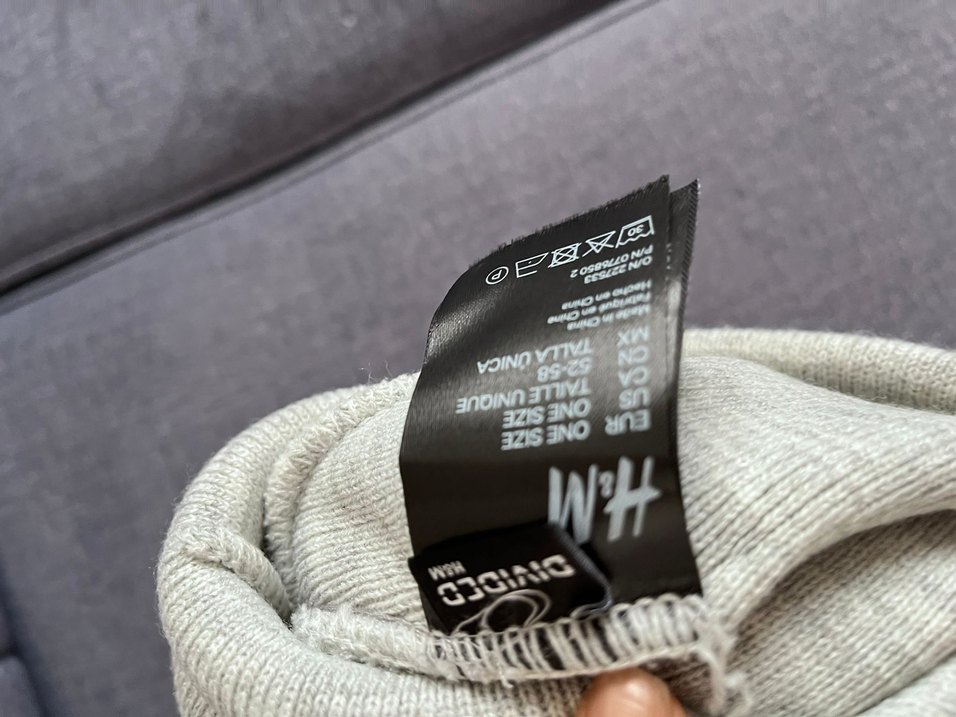 DIVIDED
H&M
H&M
EUR ONE SIZE
US ONE SIZE
CA TAILLE UNIQUE
CN 52-58
MX TALLA ÚNICA
Made in China
Fabriqué en Chine
Hecho en China
O/N 227533
P/N 0776850 2
30 P